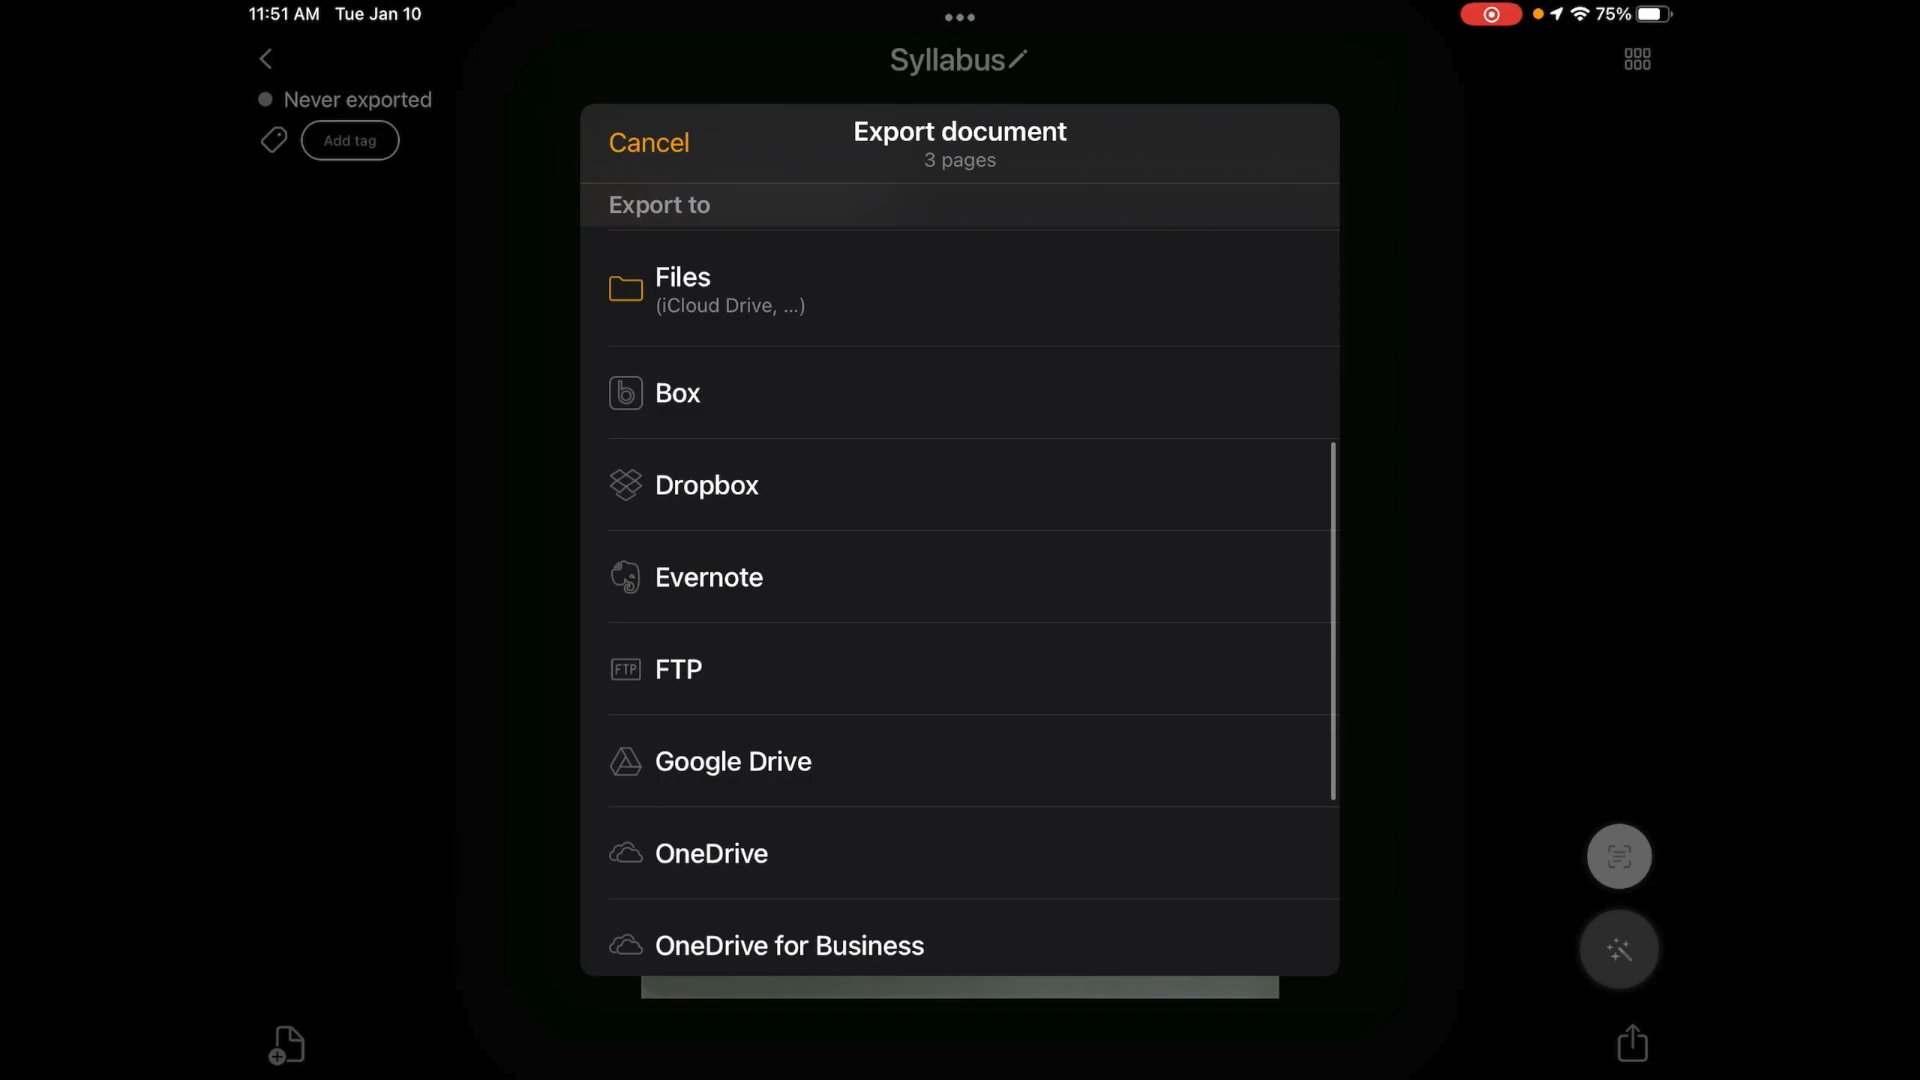 11:51 AM Tue Jan 10
75%
Syllabus
Never exported
Add tag
Cancel
Export document
3 pages
Export to
Files
(iCloud Drive, ...)
Box
Dropbox
Evernote
FTP
FTP
Google Drive
OneDrive
OneDrive for Business